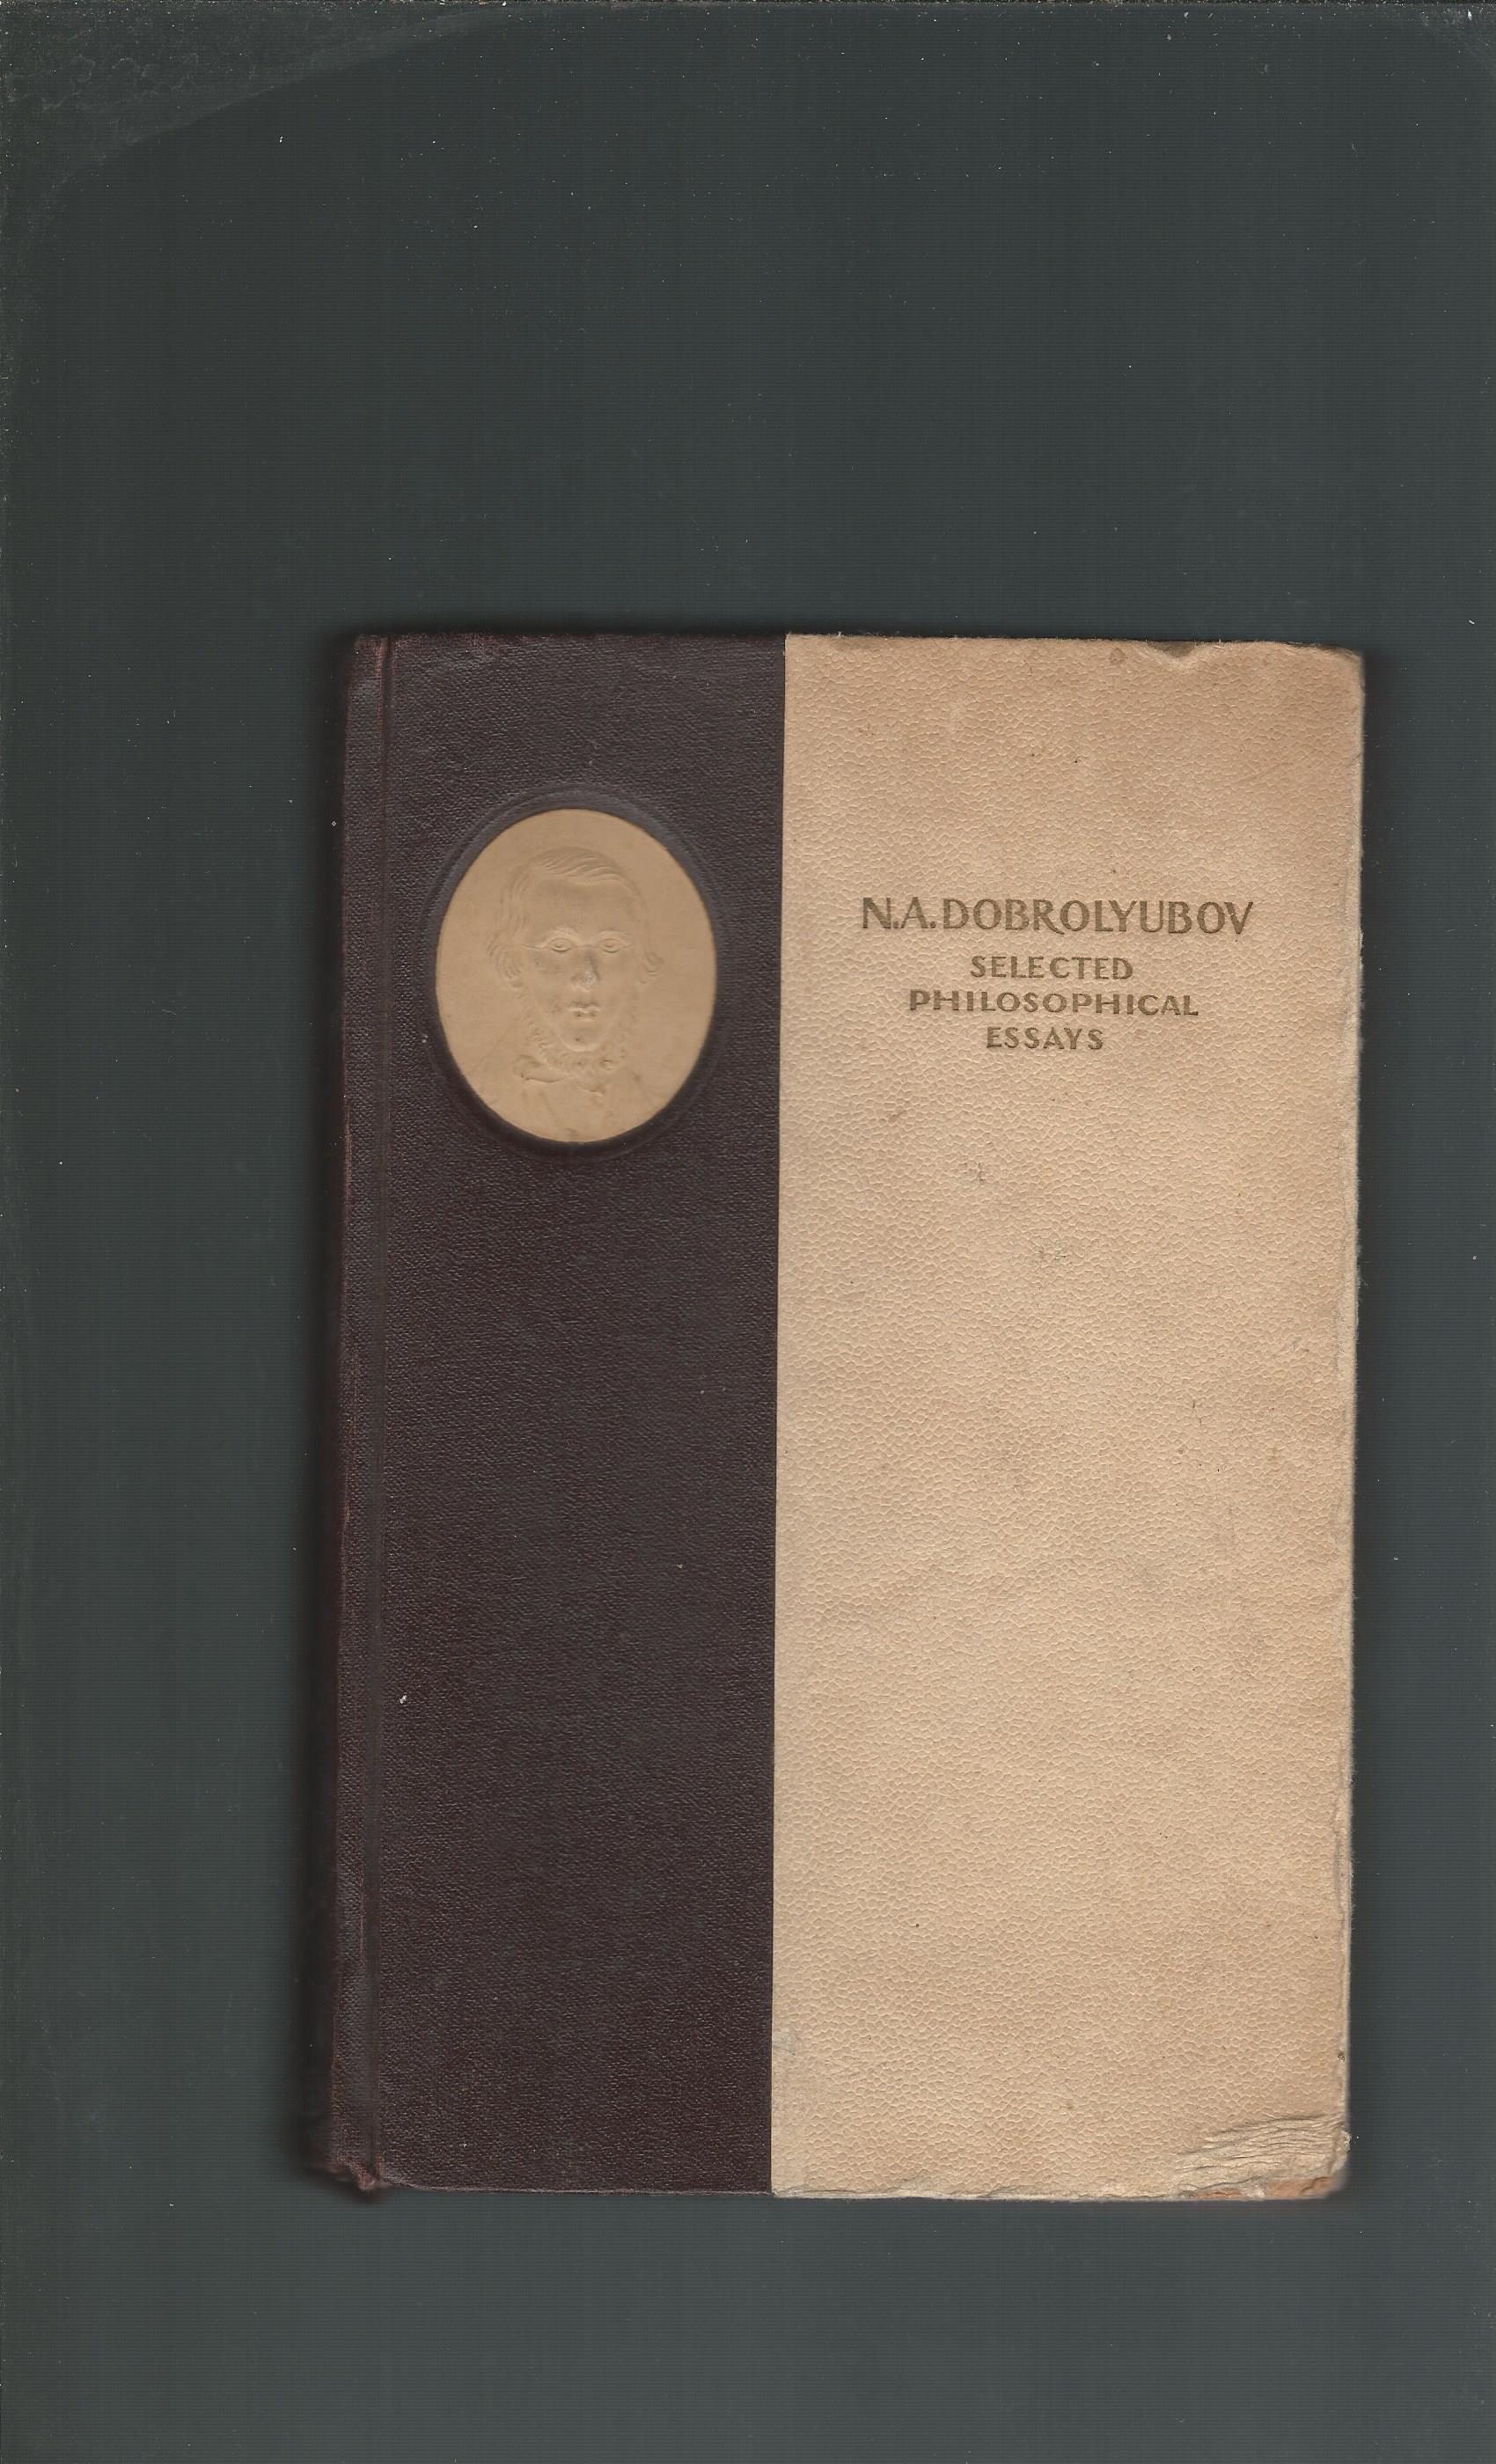 N.A.DOBROLYUBOV
SELECTED
PHILOSOPHICAL
ESSAYS